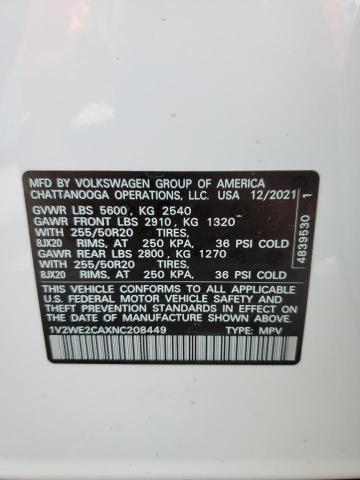 MFD BY VOLKSWAGEN GROUP OF AMERICA
CHATTANOOGA OPERATIONS, LLC. USA 12/2021
GVWR LBS 5600, KG 2540
GAWR FRONT LBS 2910, KG 1320
WITH 255/50R20 TIRES,
8JX20 RIMS, AT 250 KPA, 36 PSI COLD
GAWR REAR LBS 2800, KG 1270
WITH 255/50R20 TIRES,
8JX20 RIMS, AT 250 KPA, 36 PSI COLD
THIS VEHICLE CONFORMS TO ALL APPLICABLE
U.S. FEDERAL MOTOR VEHICLE SAFETY AND
THEFT PREVENTION STANDARDS IN EFFECT ON
THE DATE OF MANUFACTURE SHOWN ABOVE.
1V2WE2CAXNC208449 TYPE: MPV
4839530 1